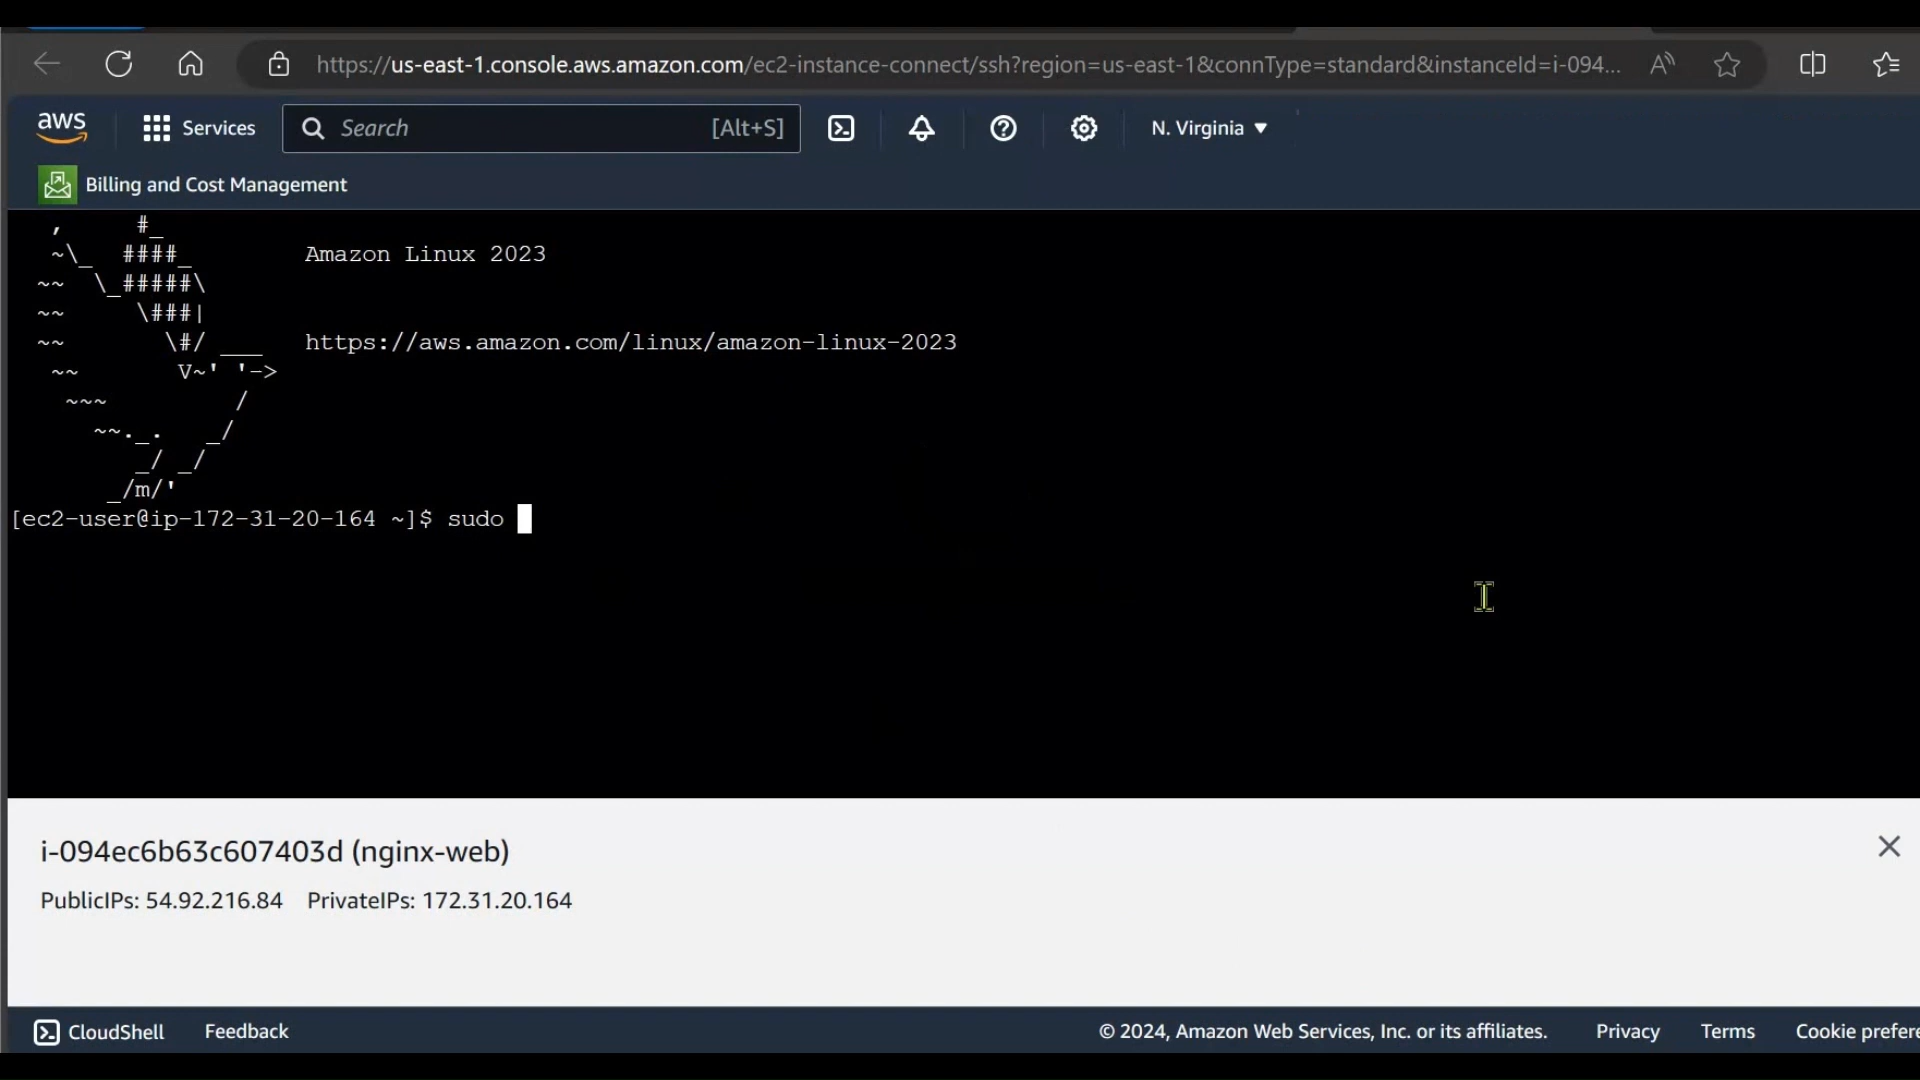 https://us-east-1.console.aws.amazon.com/ec2-instance-connect/ssh?region=us-east-1&connType=standard&instanceId=i-094...
aws Services Search [Alt+S] N. Virginia ▼
Billing and Cost Management
   ,     #_
   ~\_  ####_        Amazon Linux 2023
  ~~  \_#####\
  ~~     \###|
  ~~       \#/ ___   https://aws.amazon.com/linux/amazon-linux-2023
   ~~       V~' '->
    ~~~         /
      ~~._.   _/
         _/ _/
       _/m/'
[ec2-user@ip-172-31-20-164 ~]$ sudo
i-094ec6b63c607403d (nginx-web)
PublicIPs: 54.92.216.84 PrivateIPs: 172.31.20.164
CloudShell Feedback © 2024, Amazon Web Services, Inc. or its affiliates. Privacy Terms Cookie prefere